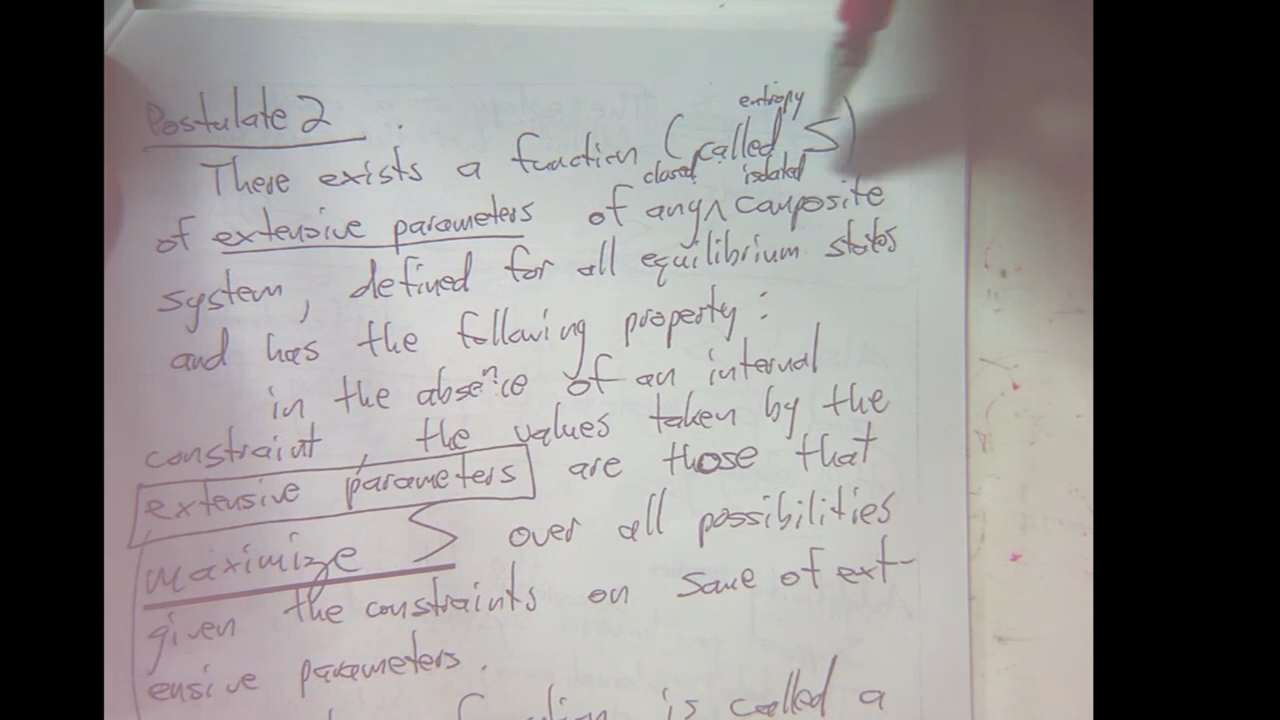 Postulate 2
entropy
There exists a function (called S)
closed isolated
of extensive parameters of any ^ composite
system, defined for all equilibrium states
and has the following property:
in the absence of an internal
constraint, the values taken by the
extensive parameters are those that
maximize S over all possibilities
given the constraints on some of ext-
ensive parameters.
is called a